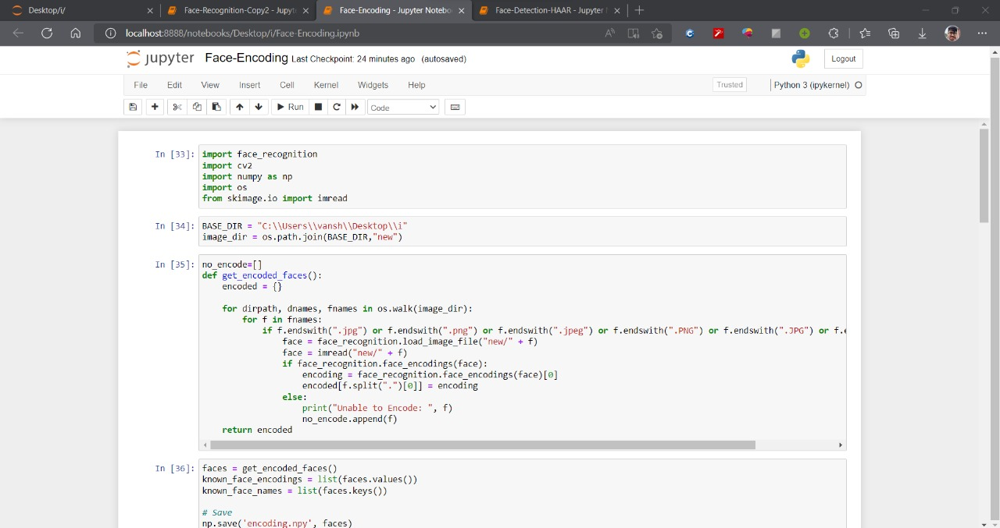 Desktop/i/
Face-Recognition-Copy2 - Jupyt
Face-Encoding - Jupyter Notebo
Face-Detection-HAAR - Jupyter
localhost:8888/notebooks/Desktop/i/Face-Encoding.ipynb
jupyter Face-Encoding Last Checkpoint: 24 minutes ago (autosaved)
Logout
File Edit View Insert Cell Kernel Widgets Help
Trusted
Python 3 (ipykernel)
Run
Code
In [33]:
import face_recognition
import cv2
import numpy as np
import os
from skimage.io import imread
In [34]:
BASE_DIR = "C:\\Users\\vansh\\Desktop\\i"
image_dir = os.path.join(BASE_DIR,"new")
In [35]:
no_encode=[]
def get_encoded_faces():
    encoded = {}
    for dirpath, dnames, fnames in os.walk(image_dir):
        for f in fnames:
            if f.endswith(".jpg") or f.endswith(".png") or f.endswith(".jpeg") or f.endswith(".PNG") or f.endswith(".JPG") or f.e
                face = face_recognition.load_image_file("new/" + f)
                face = imread("new/" + f)
                if face_recognition.face_encodings(face):
                    encoding = face_recognition.face_encodings(face)[0]
                    encoded[f.split(".")[0]] = encoding
                else:
                    print("Unable to Encode: ", f)
                    no_encode.append(f)
    return encoded
In [36]:
faces = get_encoded_faces()
known_face_encodings = list(faces.values())
known_face_names = list(faces.keys())
# Save
np.save('encoding.npy', faces)